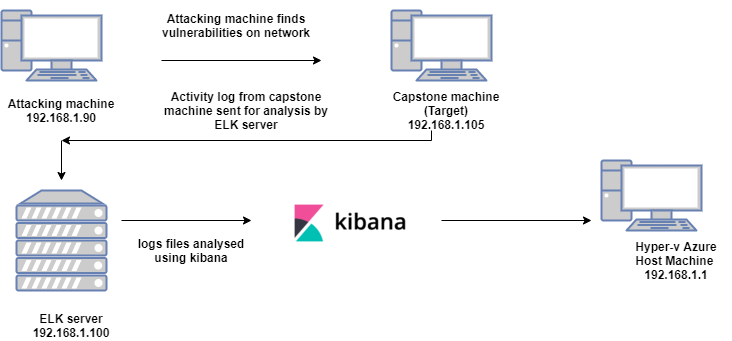 Attacking machine finds
vulnerabilities on network
Attacking machine
192.168.1.90
Activity log from capstone
machine sent for analysis by
ELK server
Capstone machine
(Target)
192.168.1.105
logs files analysed
using kibana
kibana
Hyper-v Azure
Host Machine
192.168.1.1
ELK server
192.168.1.100